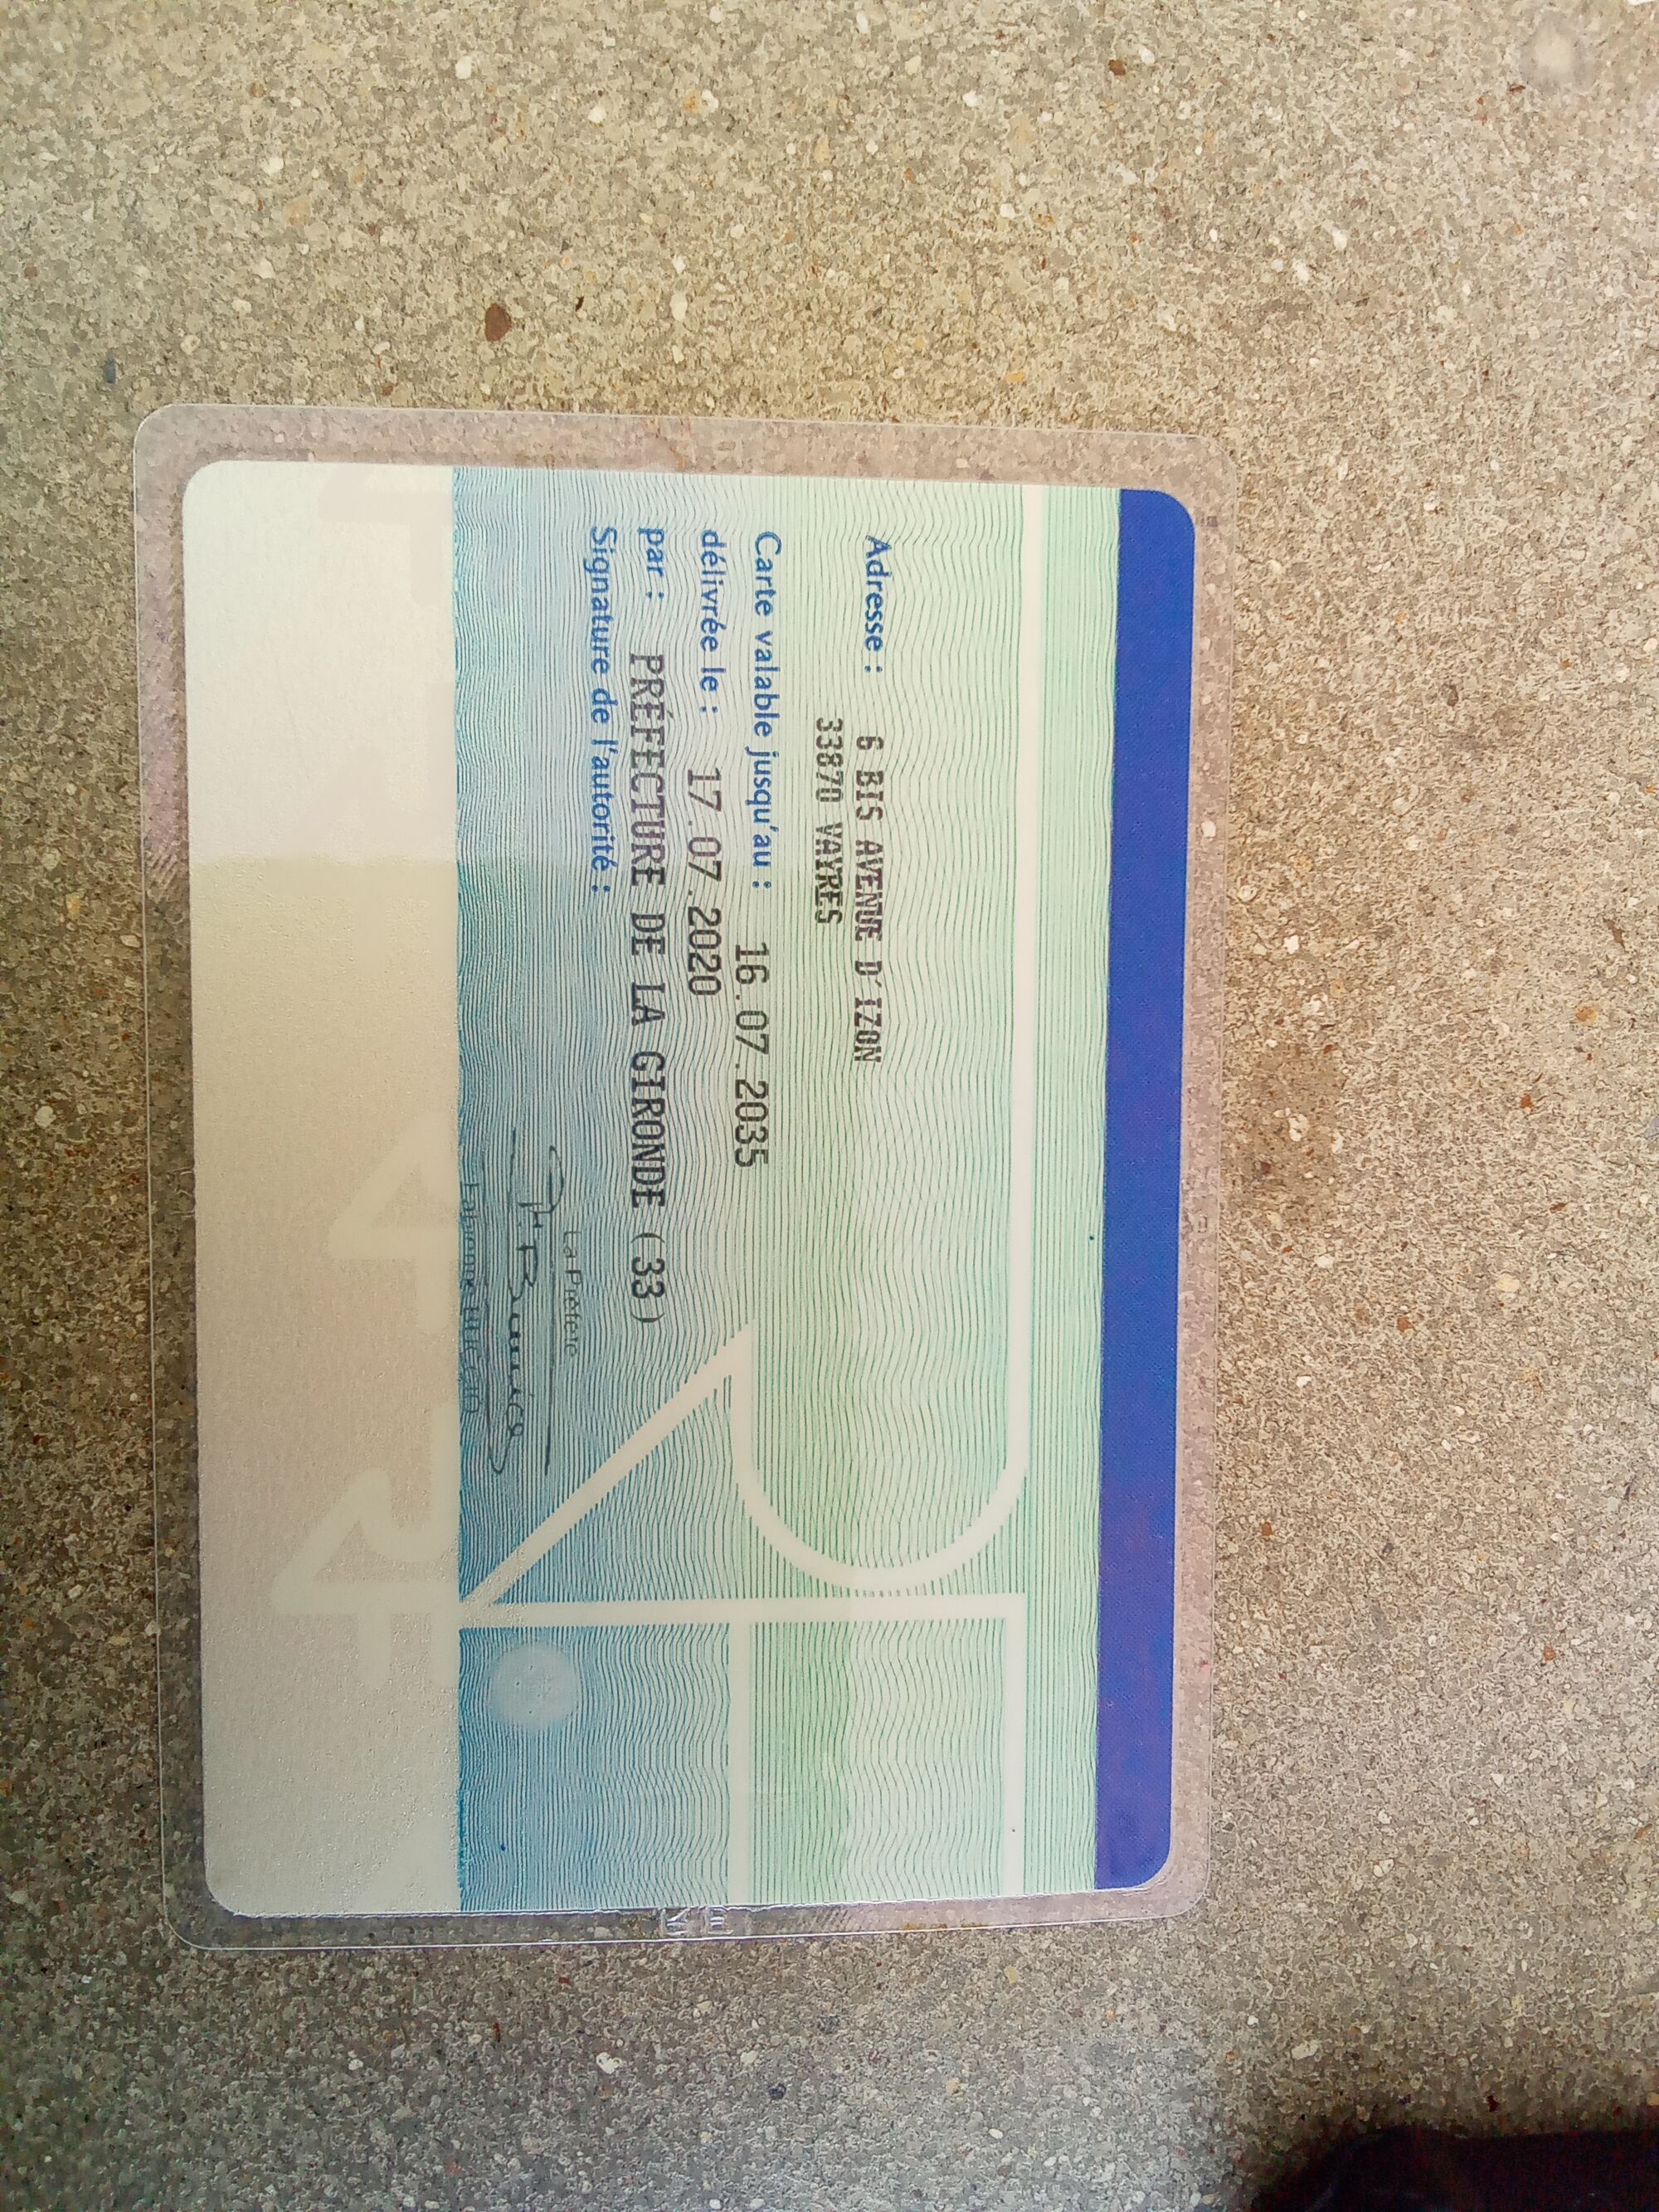 Adresse : 6 BIS AVENUE D'IZON
33870 VAYRES
Carte valable jusqu'au : 16.07.2035
délivrée le : 17.07.2020
par : PRÉFECTURE DE LA GIRONDE (33)
Signature de l'autorité :
La Préfète
Fabienne